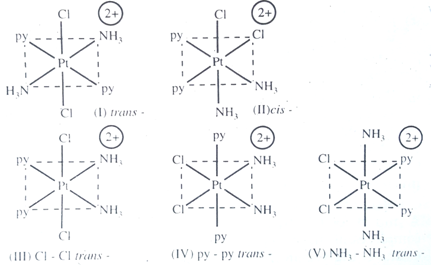 Cl
2+
py
NH3
Pt
H3N
py
Cl
(I) trans -
Cl
2+
py
Cl
Pt
py
NH3
NH3
(II)cis -
Cl
2+
py
NH3
Pt
py
NH3
Cl
(III) Cl - Cl trans -
py
2+
Cl
NH3
Pt
Cl
NH3
py
(IV) py - py trans -
NH3
2+
Cl
py
Pt
Cl
py
NH3
(V) NH3 - NH3 trans -